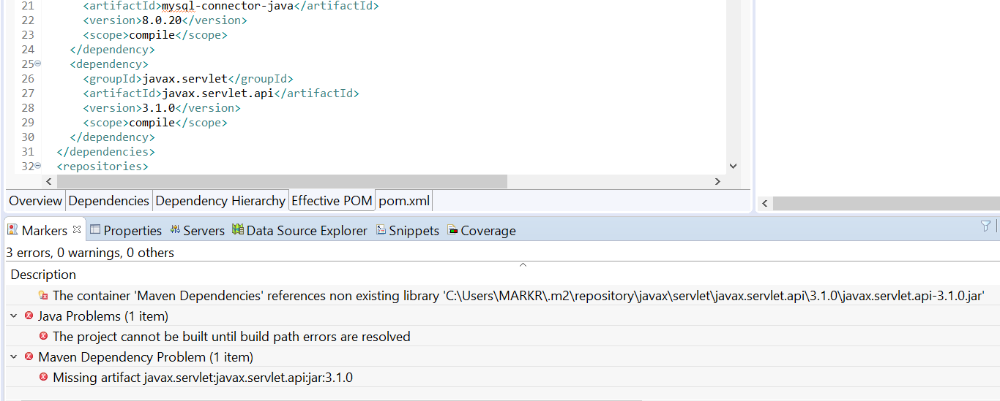 21 <artifactId>mysql-connector-java</artifactId>
22 <version>8.0.20</version>
23 <scope>compile</scope>
24 </dependency>
25 <dependency>
26 <groupId>javax.servlet</groupId>
27 <artifactId>javax.servlet.api</artifactId>
28 <version>3.1.0</version>
29 <scope>compile</scope>
30 </dependency>
31 </dependencies>
32 <repositories>
Overview Dependencies Dependency Hierarchy Effective POM pom.xml
Markers Properties Servers Data Source Explorer Snippets Coverage
3 errors, 0 warnings, 0 others
Description
The container 'Maven Dependencies' references non existing library 'C:\Users\MARKR\.m2\repository\javax\servlet\javax.servlet.api\3.1.0\javax.servlet.api-3.1.0.jar'
Java Problems (1 item)
The project cannot be built until build path errors are resolved
Maven Dependency Problem (1 item)
Missing artifact javax.servlet:javax.servlet.api:jar:3.1.0